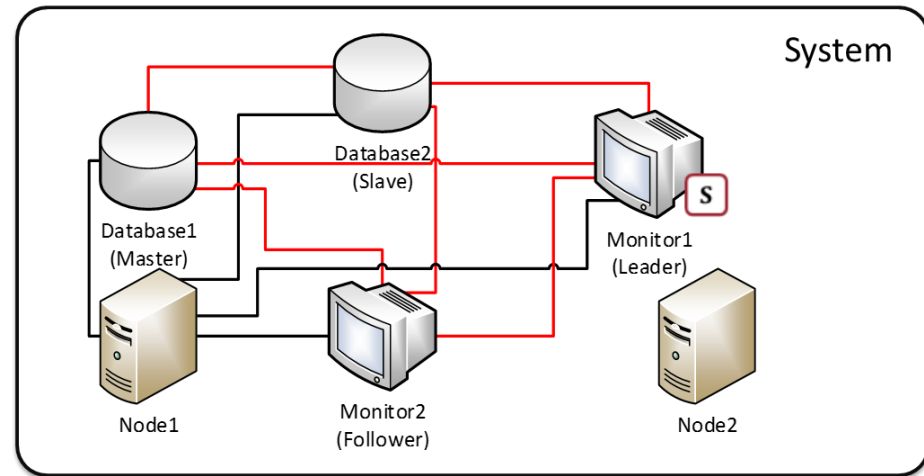 System
Database2
(Slave)
Database1
(Master)
S
Monitor1
(Leader)
Node1
Monitor2
(Follower)
Node2